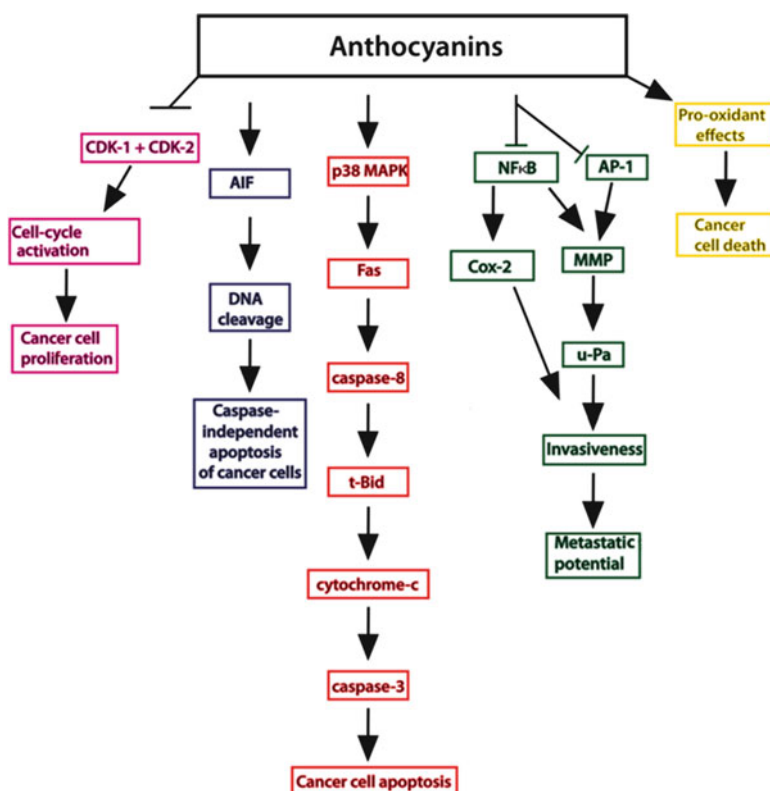 Anthocyanins
CDK-1 + CDK-2
Cell-cycle
activation
Cancer cell
proliferation
AIF
DNA
cleavage
Caspase-
independent
apoptosis
of cancer cells
p38 MAPK
Fas
caspase-8
t-Bid
cytochrome-c
caspase-3
Cancer cell apoptosis
NFκB
AP-1
Cox-2
MMP
u-Pa
Invasiveness
Metastatic
potential
Pro-oxidant
effects
Cancer
cell death